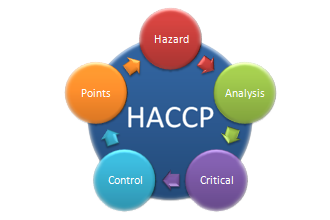 Hazard
Analysis
Critical
Control
Points
HACCP